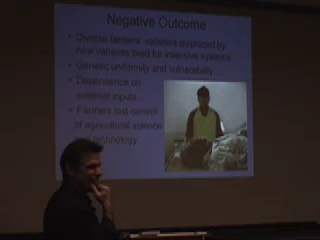 Negative Outcome
• Diverse farmers' varieties displaced by
new varieties bred for intensive systems
• Genetic uniformity and vulnerability
• Dependence on
external inputs
• Farmers lost control
of agricultural science
technology